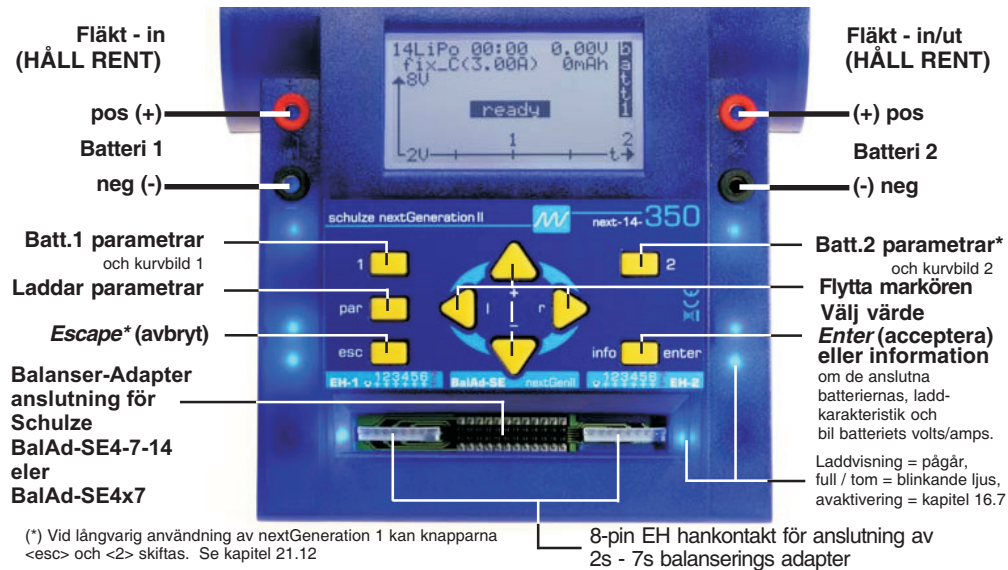 Fläkt - in
(HÅLL RENT)
pos (+)
Batteri 1
neg (-)
Batt.1 parametrar
och kurvbild 1
Laddar parametrar
Escape* (avbryt)
Balanser-Adapter
anslutning för
Schulze
BalAd-SE4-7-14
eller
BalAd-SE4x7
14LiPo 00:00 0.00V
fix_C(3.00A) 0mAh
batt1
8V
ready
1
2
2V
t
schulze nextGeneration II
next-14-350
1
2
par
l
+
-
r
esc
info
enter
EH-1
123456
BalAd-SE
nextGenII
123456
EH-2
Fläkt - in/ut
(HÅLL RENT)
(+) pos
Batteri 2
(-) neg
Batt.2 parametrar*
och kurvbild 2
Flytta markören
Välj värde
Enter (acceptera)
eller information
om de anslutna
batteriernas, ladd-
karakteristik och
bil batteriets volts/amps.
Laddvisning = pågår,
full / tom = blinkande ljus,
avaktivering = kapitel 16.7
(*) Vid långvarig användning av nextGeneration 1 kan knapparna
<esc> och <2> skiftas. Se kapitel 21.12
8-pin EH hankontakt för anslutning av
2s - 7s balanserings adapter